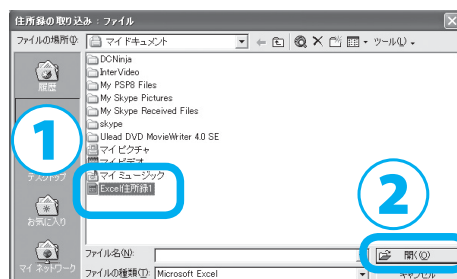 住所録の取り込み : ファイル
ファイルの場所(I):
マイ ドキュメント
ツール(L)
履歴
DCNinja
InterVideo
My PSP8 Files
My Skype Pictures
My Skype Received Files
skype
Ulead DVD MovieWriter 4.0 SE
マイ ピクチャ
マイ ビデオ
マイ ミュージック
Excel住所録1
1
デスクトップ
お気に入り
マイ ネットワーク
2
ファイル名(N):
開く(O)
ファイルの種類(T):
Microsoft Excel
キャンセル